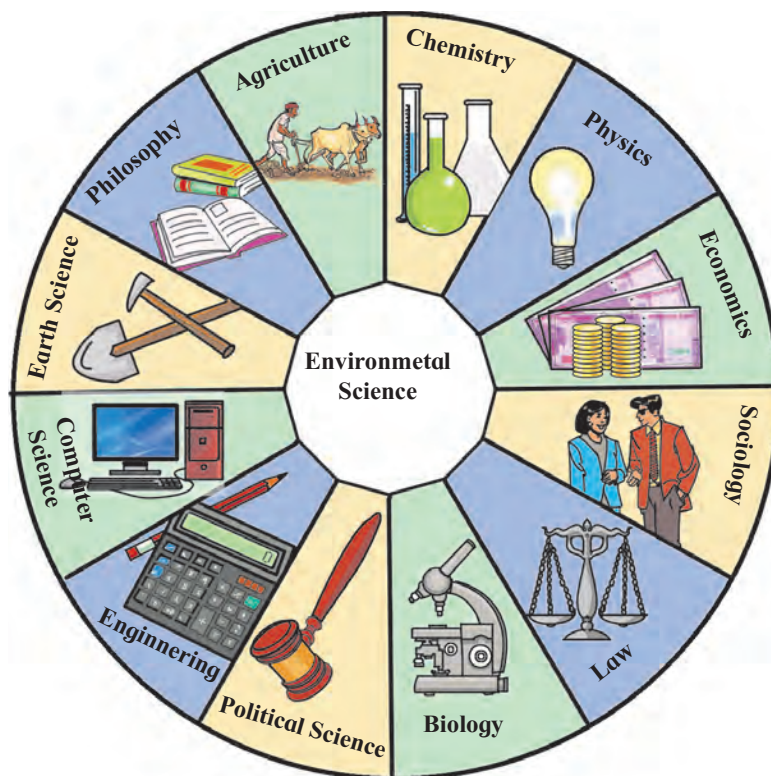 Environmetal
Science
Chemistry
Physics
Economics
Sociology
Law
Biology
Political Science
Enginnering
Computer
Science
Earth Science
Philosophy
Agriculture